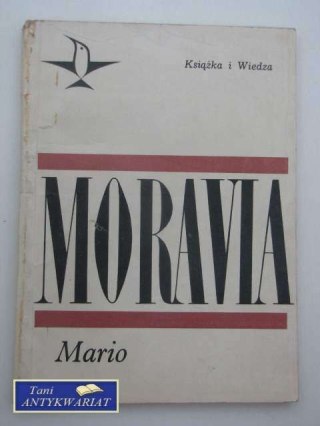 Książka i Wiedza
MORAVIA
Mario
Tani
ANTYKWARIAT